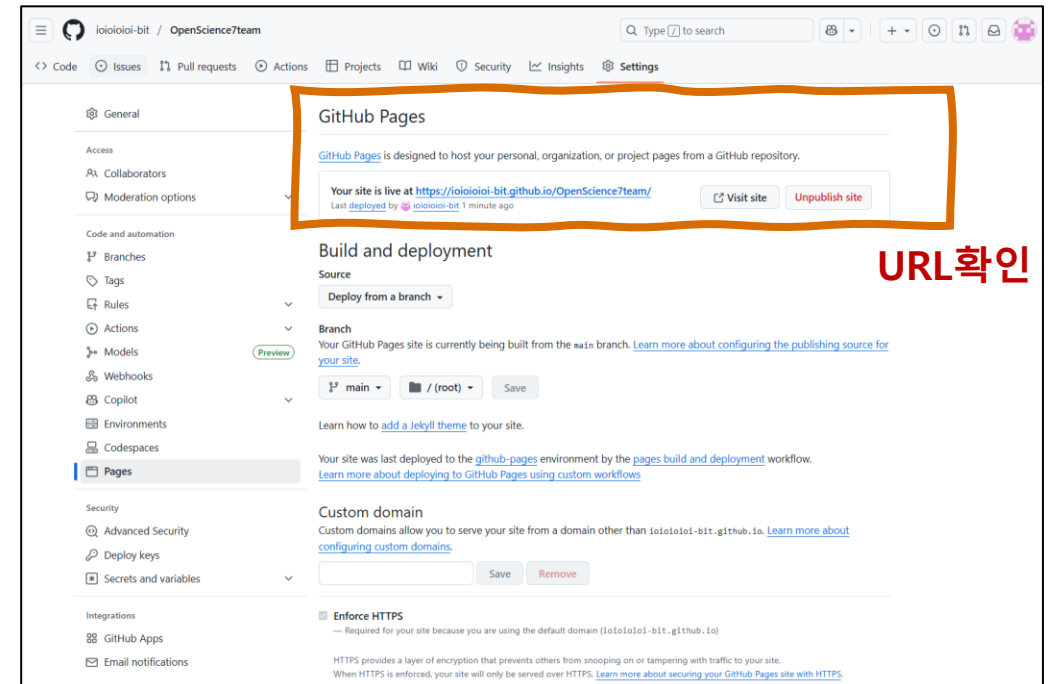 ioioioioi-bit / OpenScience7team
Type / to search
Code
Issues
Pull requests
Actions
Projects
Wiki
Security
Insights
Settings
General
Access
Collaborators
Moderation options
Code and automation
Branches
Tags
Rules
Actions
Models
Preview
Webhooks
Copilot
Environments
Codespaces
Pages
Security
Advanced Security
Deploy keys
Secrets and variables
Integrations
GitHub Apps
Email notifications
GitHub Pages
GitHub Pages is designed to host your personal, organization, or project pages from a GitHub repository.
Your site is live at https://ioioioioi-bit.github.io/OpenScience7team/
Last deployed by ioioioioi-bit 1 minute ago
Visit site
Unpublish site
URL확인
Build and deployment
Source
Deploy from a branch
Branch
Your GitHub Pages site is currently being built from the main branch. Learn more about configuring the publishing source for
your site.
main
/ (root)
Save
Learn how to add a Jekyll theme to your site.
Your site was last deployed to the github-pages environment by the pages build and deployment workflow.
Learn more about deploying to GitHub Pages using custom workflows
Custom domain
Custom domains allow you to serve your site from a domain other than ioioioioi-bit.github.io. Learn more about
configuring custom domains.
Save
Remove
Enforce HTTPS
— Required for your site because you are using the default domain (ioioioioi-bit.github.io)
HTTPS provides a layer of encryption that prevents others from snooping on or tampering with traffic to your site.
When HTTPS is enforced, your site will only be served over HTTPS. Learn more about securing your GitHub Pages site with HTTPS.